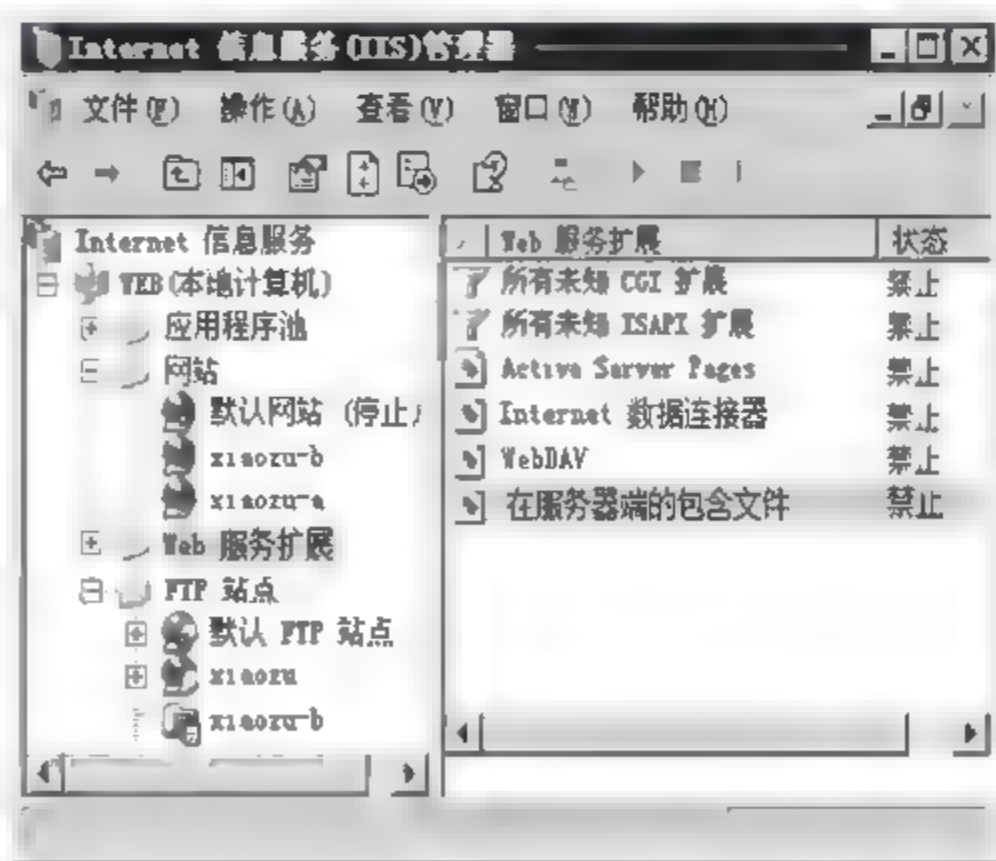 Internet 信息服务(IIS)管理器
文件(F) 操作(A) 查看(V) 窗口(W) 帮助(H)
Internet 信息服务
WEB(本地计算机)
应用程序池
网站
默认网站 (停止)
xiaozu-b
xiaozu-a
Web 服务扩展
FTP 站点
默认 FTP 站点
xiaozu
xiaozu-b
Web 服务扩展 状态
所有未知 CGI 扩展 禁止
所有未知 ISAPI 扩展 禁止
Active Server Pages 禁止
Internet 数据连接器 禁止
WebDAV 禁止
在服务器端的包含文件 禁止